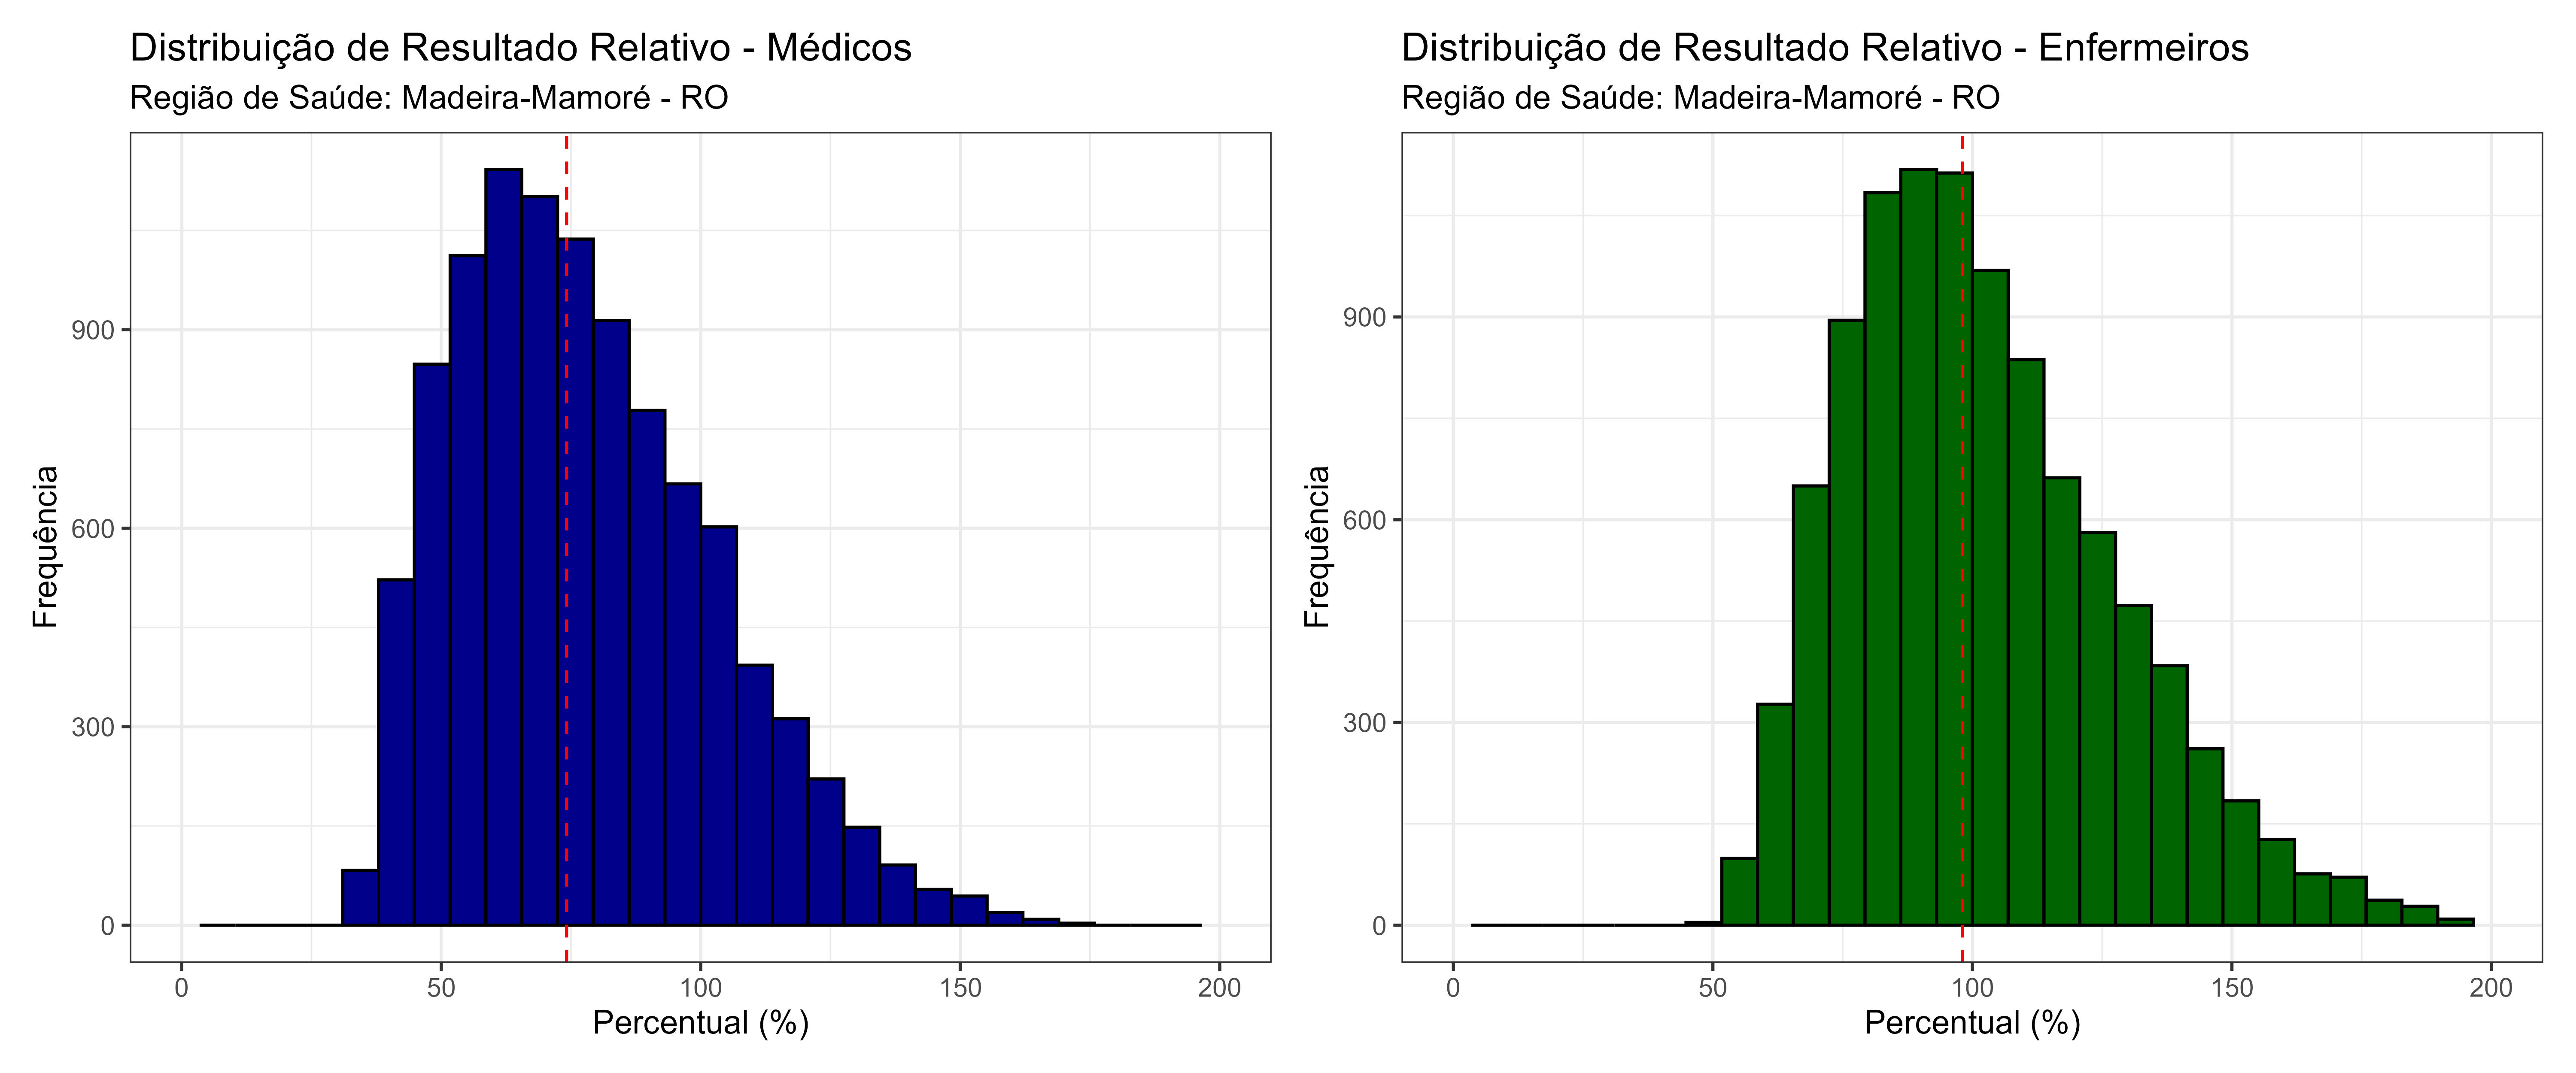 Distribuição de Resultado Relativo - Médicos
Região de Saúde: Madeira-Mamoré - RO
Frequência
900
600
300
0
0 50 100 150 200
Percentual (%)
Distribuição de Resultado Relativo - Enfermeiros
Região de Saúde: Madeira-Mamoré - RO
Frequência
900
600
300
0
0 50 100 150 200
Percentual (%)